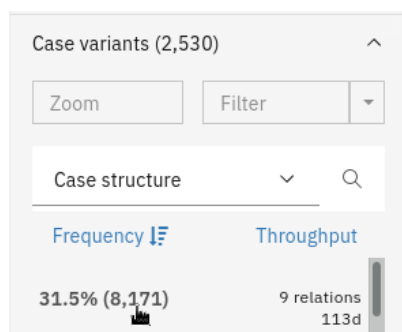 Case variants (2,530)
Zoom
Filter
Case structure
Frequency
Throughput
31.5% (8,171)
9 relations
113d